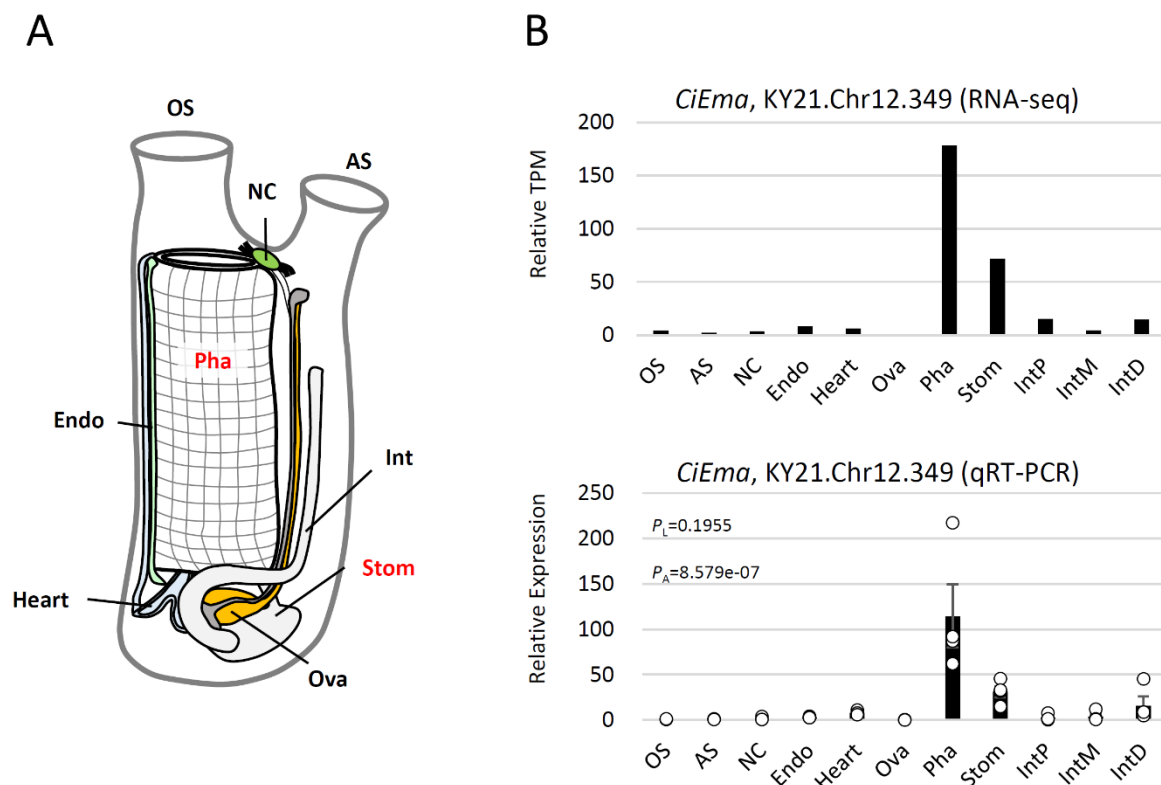 A
OS
AS
NC
Pha
Endo
Int
Stom
Heart
Ova
B
CiEma, KY21.Chr12.349 (RNA-seq)
Relative TPM
200
150
100
50
0
OS AS NC Endo Heart Ova Pha Stom IntP IntM IntD
CiEma, KY21.Chr12.349 (qRT-PCR)
Relative Expression
250
200
150
100
50
0
PL=0.1955
PA=8.579e-07
OS AS NC Endo Heart Ova Pha Stom IntP IntM IntD